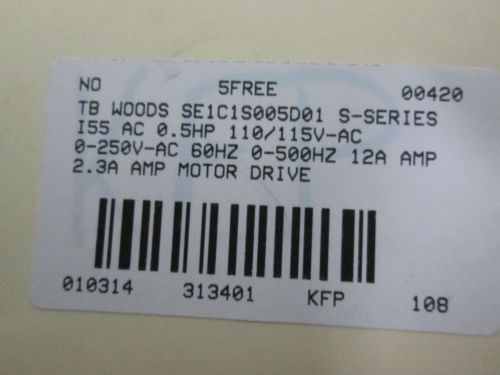 NO 5FREE 00420
TB WOODS SE1C1S005D01 S-SERIES
I55 AC 0.5HP 110/115V-AC
0-250V-AC 60HZ 0-500HZ 12A AMP
2.3A AMP MOTOR DRIVE
010314 313401 KFP 108